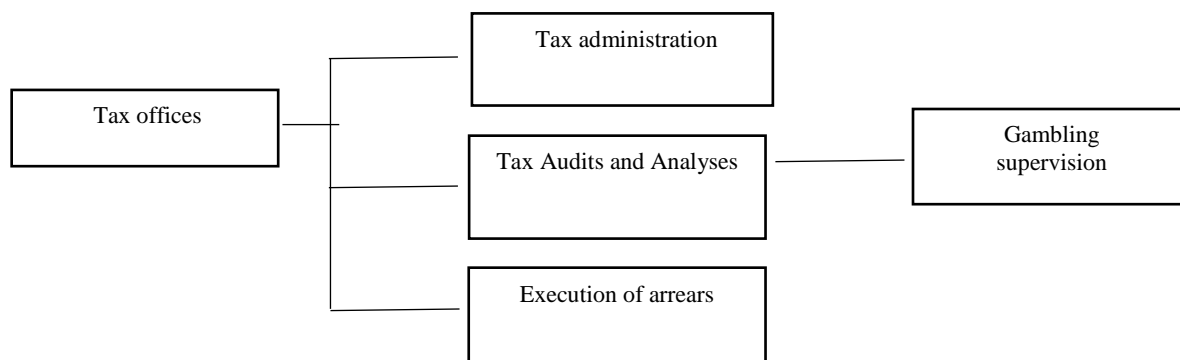 Tax administration
Tax offices
Gambling
supervision
Tax Audits and Analyses
Execution of arrears